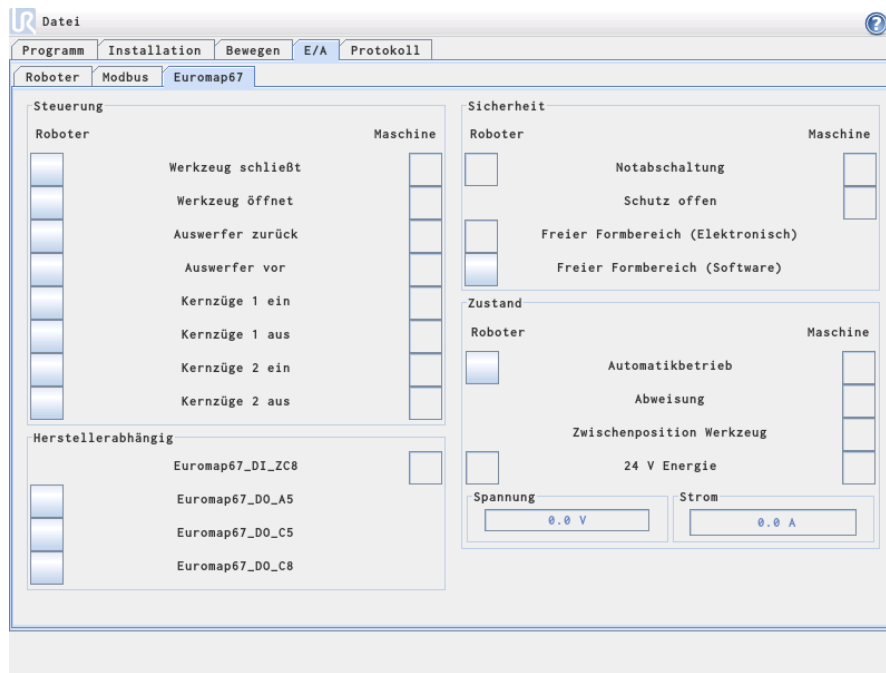 UR Datei
Programm Installation Bewegen E/A Protokoll
Roboter Modbus Euromap67
Steuerung
Roboter Maschine
Werkzeug schließt
Werkzeug öffnet
Auswerfer zurück
Auswerfer vor
Kernzüge 1 ein
Kernzüge 1 aus
Kernzüge 2 ein
Kernzüge 2 aus
Herstellerabhängig
Euromap67_DI_ZC8
Euromap67_DO_A5
Euromap67_DO_C5
Euromap67_DO_C8
Sicherheit
Roboter Maschine
Notabschaltung
Schutz offen
Freier Formbereich (Elektronisch)
Freier Formbereich (Software)
Zustand
Roboter Maschine
Automatikbetrieb
Abweisung
Zwischenposition Werkzeug
24 V Energie
Spannung Strom
0.0 V 0.0 A
?